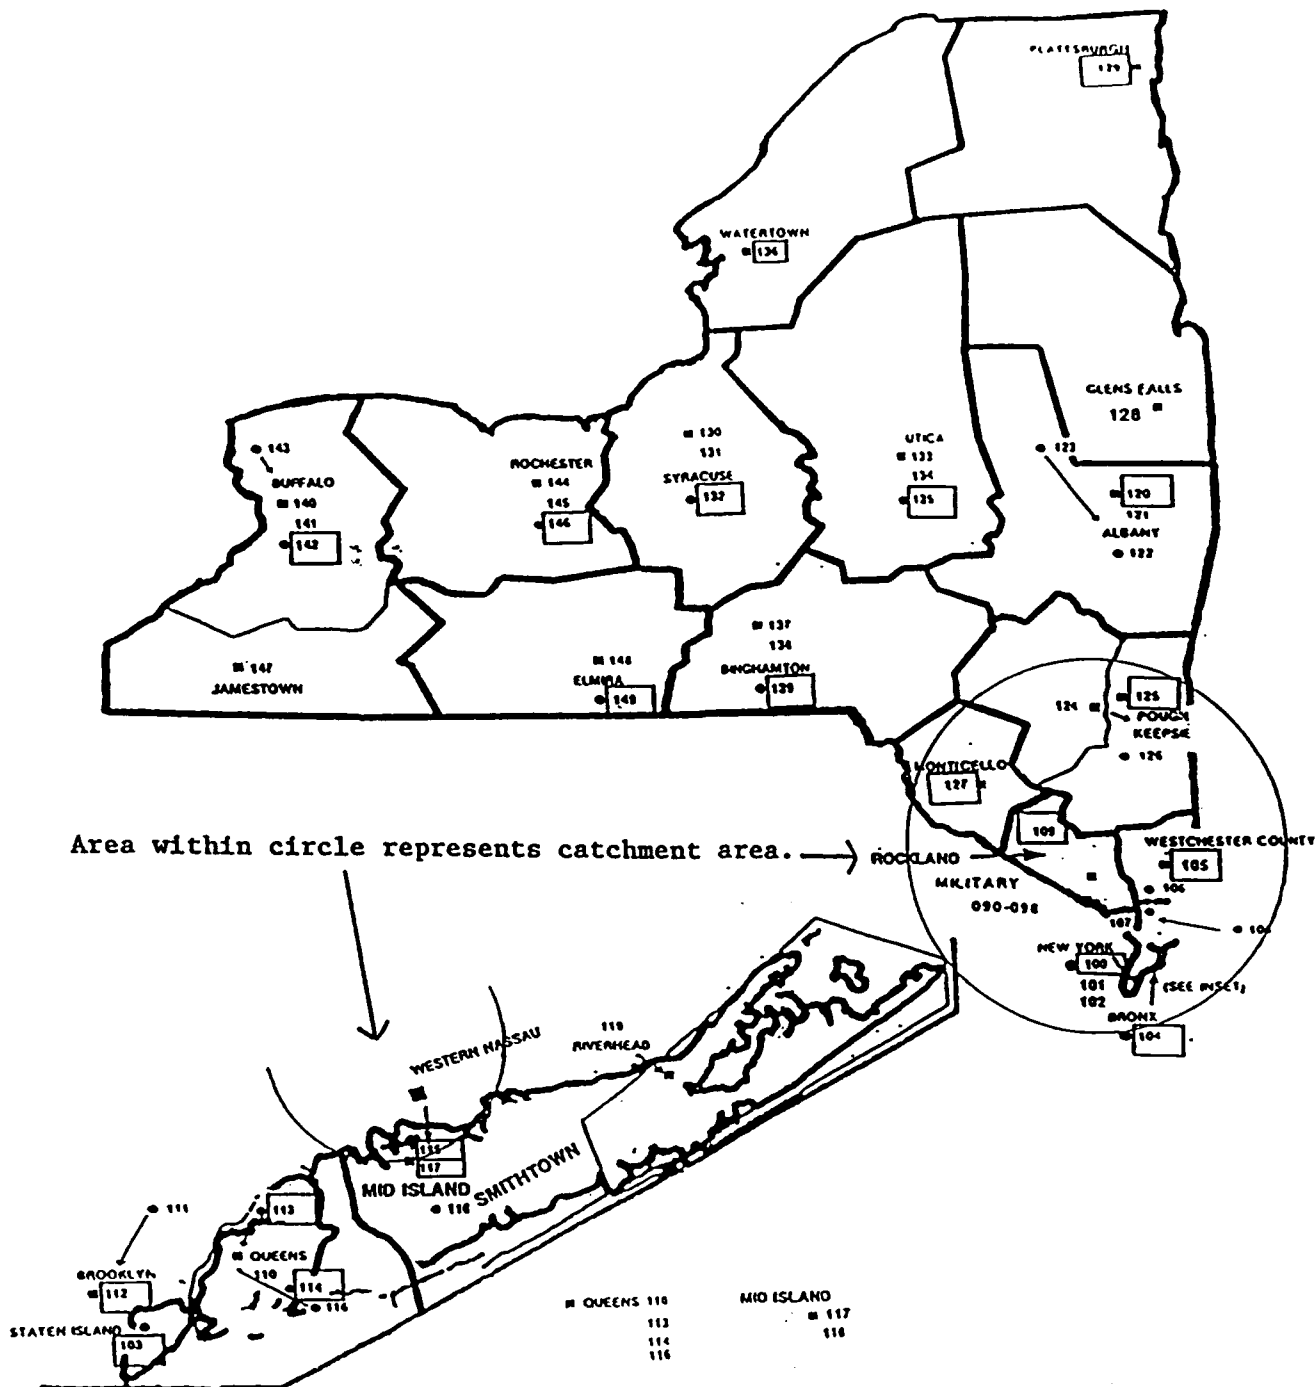 PLATTSBURGH
129
WATERTOWN
136
GLENS FALLS
128
143
BUFFALO
140
141
142
ROCHESTER
144
145
146
130
131
SYRACUSE
132
UTICA
133
134
135
123
120
121
ALBANY
122
147
JAMESTOWN
148
ELMIRA
149
137
138
BINGHAMTON
139
124
125
POUGH
KEEPSIE
126
MONTICELLO
127
109
Area within circle represents catchment area.
ROCKLAND
WESTCHESTER COUNTY
105
106
MILITARY
090-098
107
NEW YORK
100
101
102
(SEE INSET)
BRONX
104
119
RIVERHEAD
WESTERN NASSAU
115
117
MID ISLAND
SMITHTOWN
118
111
113
QUEENS
110
114
116
BROOKLYN
112
STATEN ISLAND
103
QUEENS 110
113
114
116
MID ISLAND
117
118